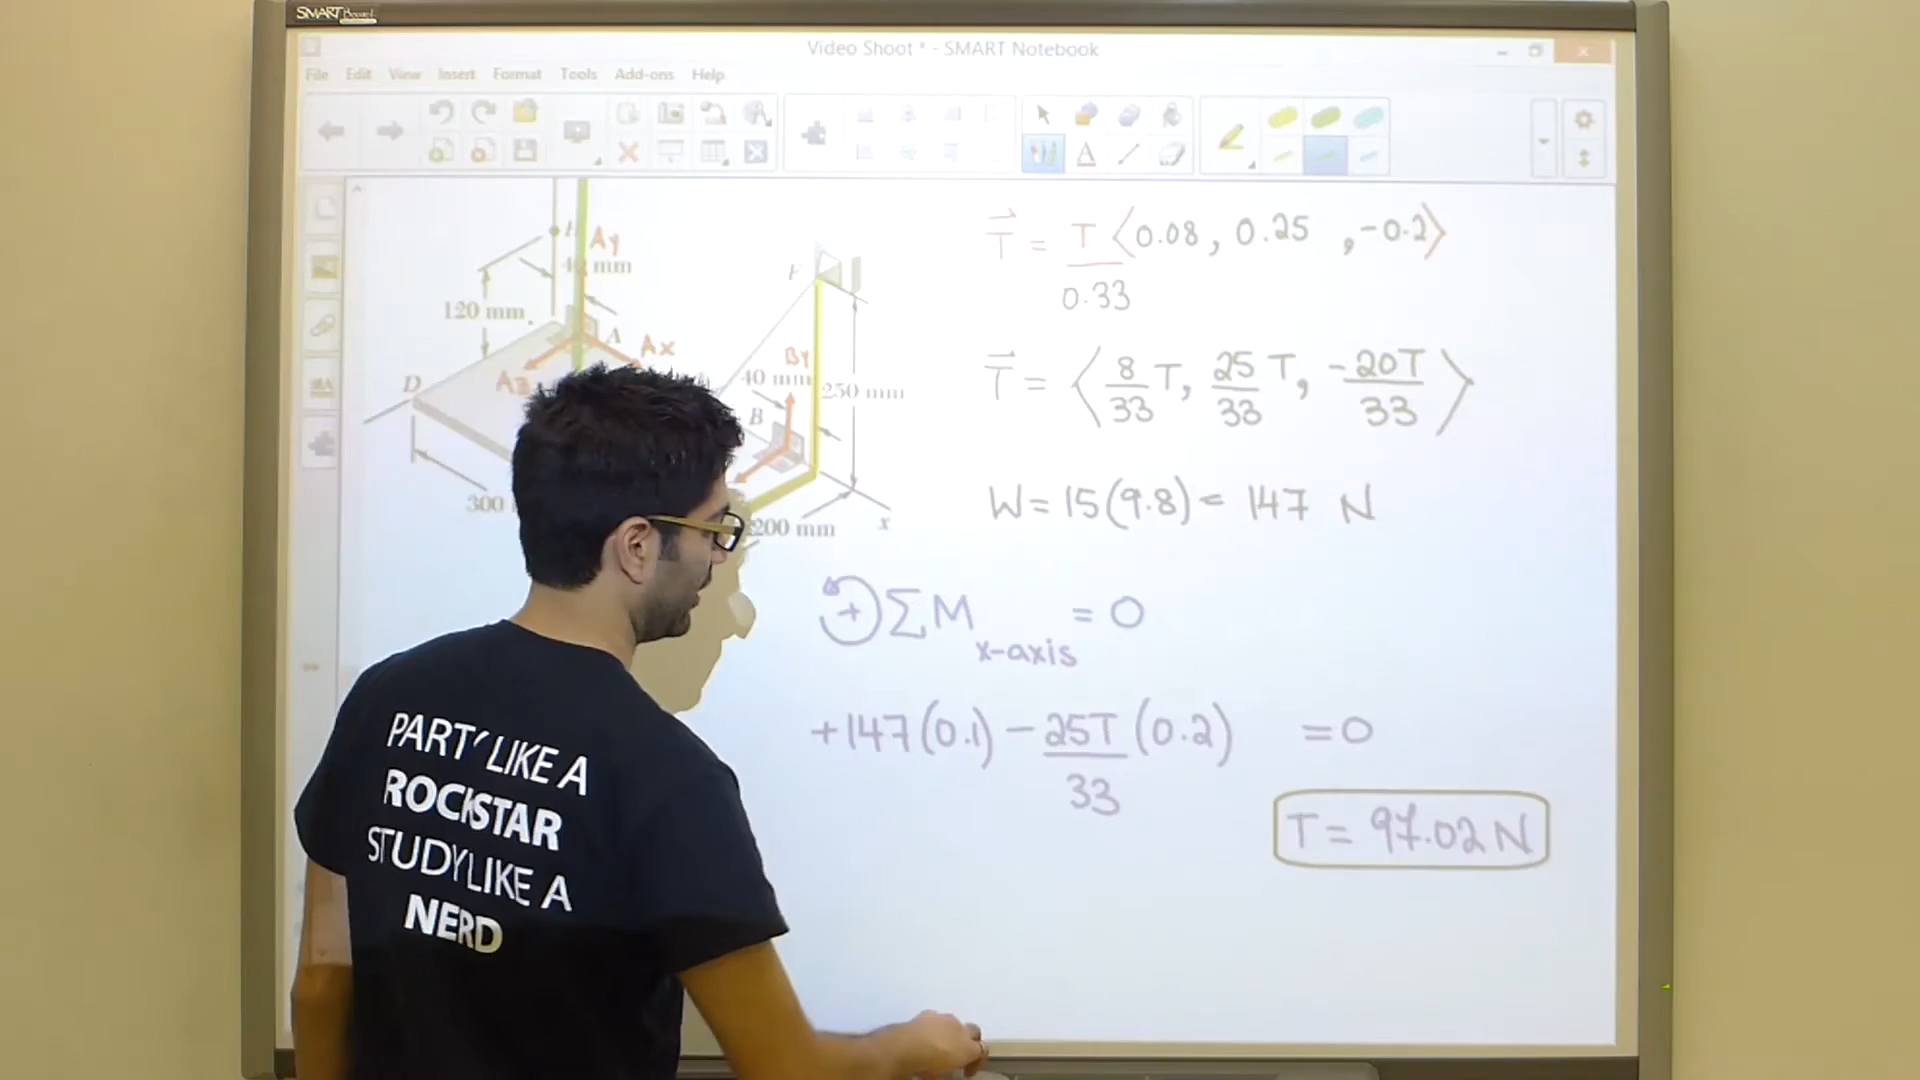 SMART Board
Video Shoot * - SMART Notebook
File Edit View Insert Format Tools Add-ons Help
A
H Ay
mm
120 mm
A
Ax
Az
D
300
F
By
40 mm
250 mm
B
200 mm
x
T = T ⟨0.08, 0.25, -0.2⟩
0.33
T = ⟨8/33 T, 25/33 T, -20T/33⟩
W = 15(9.8) = 147 N
+ ΣM x-axis = 0
+147(0.1) - 25T/33 (0.2) = 0
T = 97.02 N
PARTY LIKE A
ROCKSTAR
STUDY LIKE A
NERD